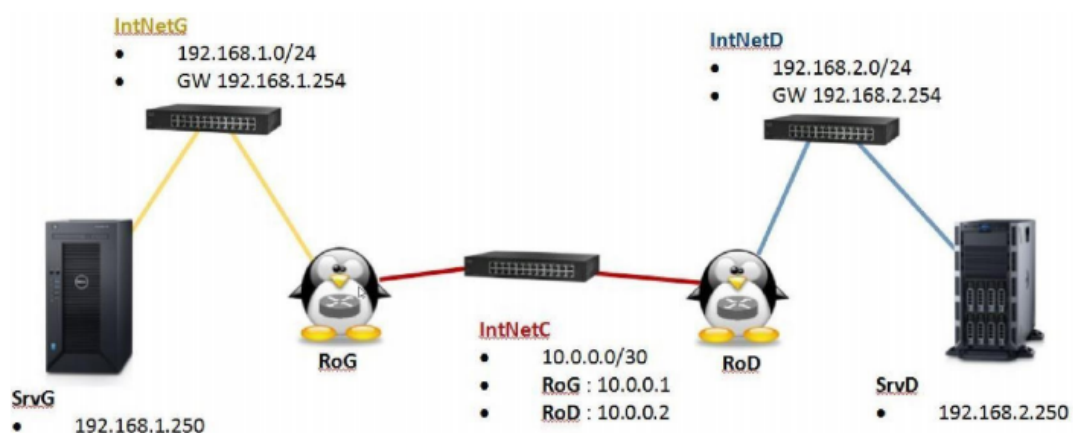 IntNetG
• 192.168.1.0/24
• GW 192.168.1.254
IntNetD
• 192.168.2.0/24
• GW 192.168.2.254
RoG
IntNetC
• 10.0.0.0/30
• RoG : 10.0.0.1
• RoD : 10.0.0.2
RoD
SrvG
• 192.168.1.250
SrvD
• 192.168.2.250